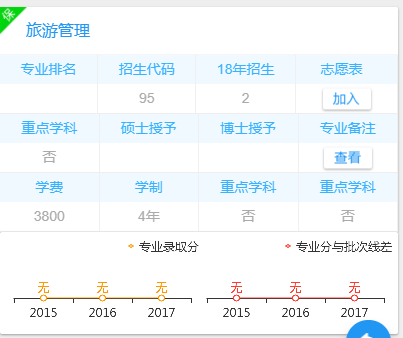 保
旅游管理
专业排名 招生代码 18年招生 志愿表
95 2 加入
重点学科 硕士授予 博士授予 专业备注
否 查看
学费 学制 重点学科 重点学科
3800 4年 否 否
专业录取分 专业分与批次线差
无 无 无 无 无 无
2015 2016 2017 2015 2016 2017